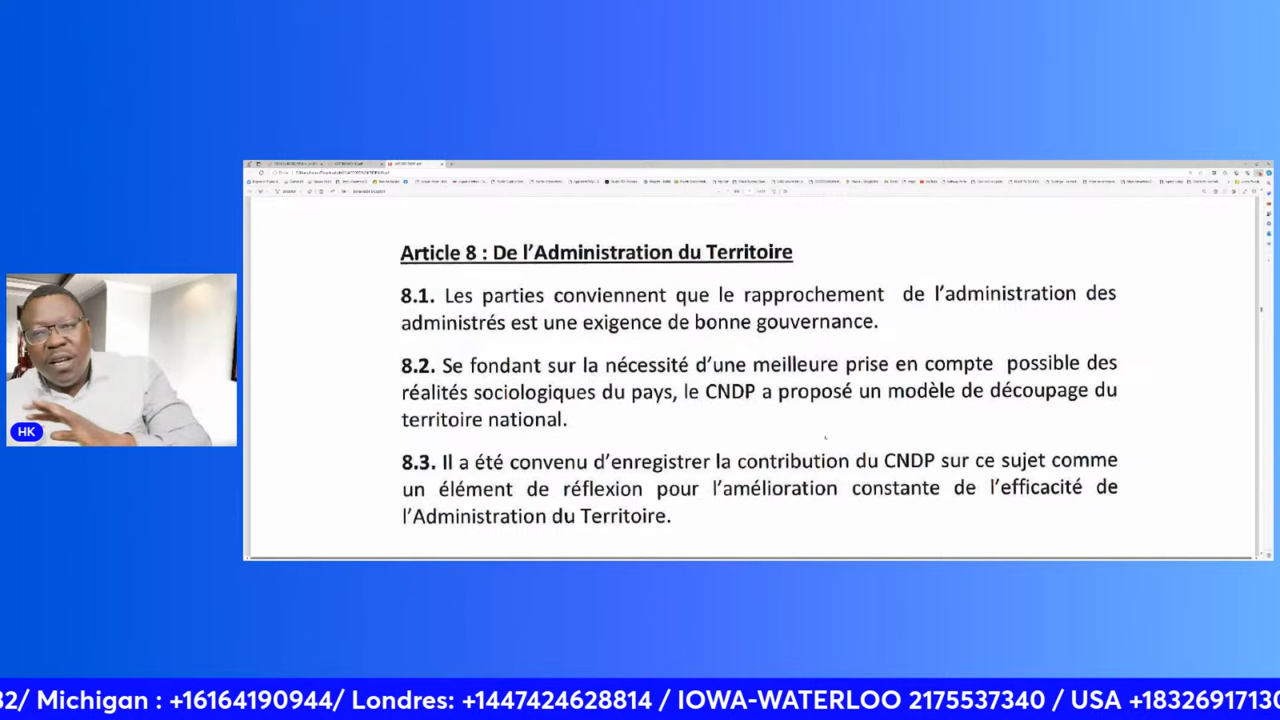 Article 8 : De l'Administration du Territoire
8.1. Les parties conviennent que le rapprochement de l'administration des
administrés est une exigence de bonne gouvernance.
8.2. Se fondant sur la nécessité d'une meilleure prise en compte possible des
réalités sociologiques du pays, le CNDP a proposé un modèle de découpage du
territoire national.
8.3. Il a été convenu d'enregistrer la contribution du CNDP sur ce sujet comme
un élément de réflexion pour l'amélioration constante de l'efficacité de
l'Administration du Territoire.
HK
32/ Michigan : +16164190944/ Londres: +1447424628814 / IOWA-WATERLOO 2175537340 / USA +1832691713